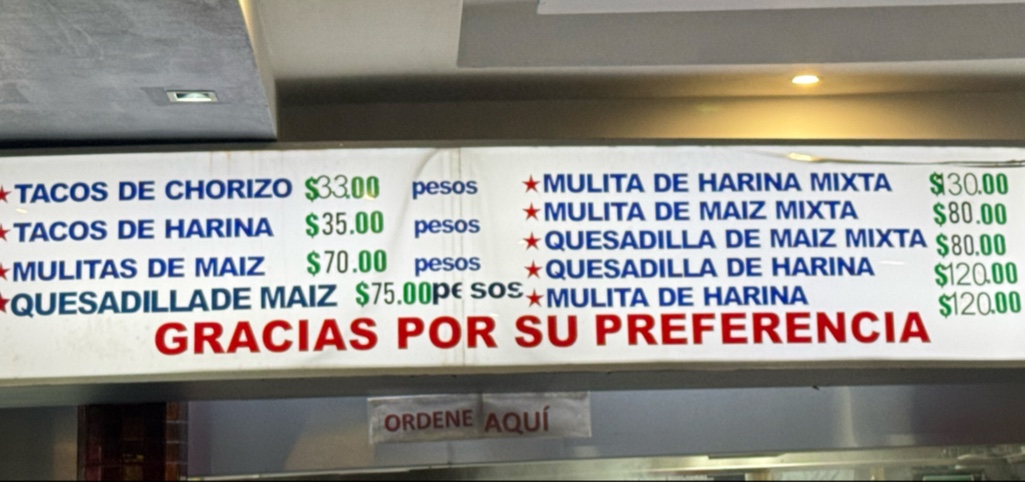 TACOS DE CHORIZO $33.00 pesos
TACOS DE HARINA $35.00 pesos
MULITAS DE MAIZ $70.00 pesos
QUESADILLADE MAIZ $75.00 pesos
MULITA DE HARINA MIXTA $130.00
MULITA DE MAIZ MIXTA $80.00
QUESADILLA DE MAIZ MIXTA $80.00
QUESADILLA DE HARINA $120.00
MULITA DE HARINA $120.00
GRACIAS POR SU PREFERENCIA
ORDENE AQUÍ